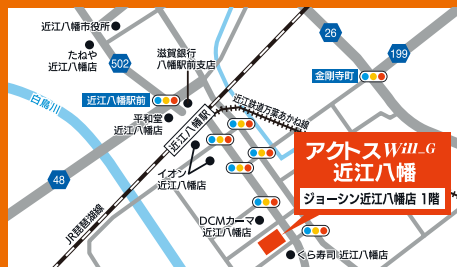 近江八幡市役所
たねや
近江八幡店
502
滋賀銀行
八幡駅前支店
26
199
金剛寺町
白鳥川
近江八幡駅前
平和堂
近江八幡店
近江八幡駅
近江鉄道万葉あかね線
48
イオン
近江八幡店
アクトスWill_G
近江八幡
ジョーシン近江八幡店 1階
JR琵琶湖線
DCMカーマ
近江八幡店
くら寿司 近江八幡店